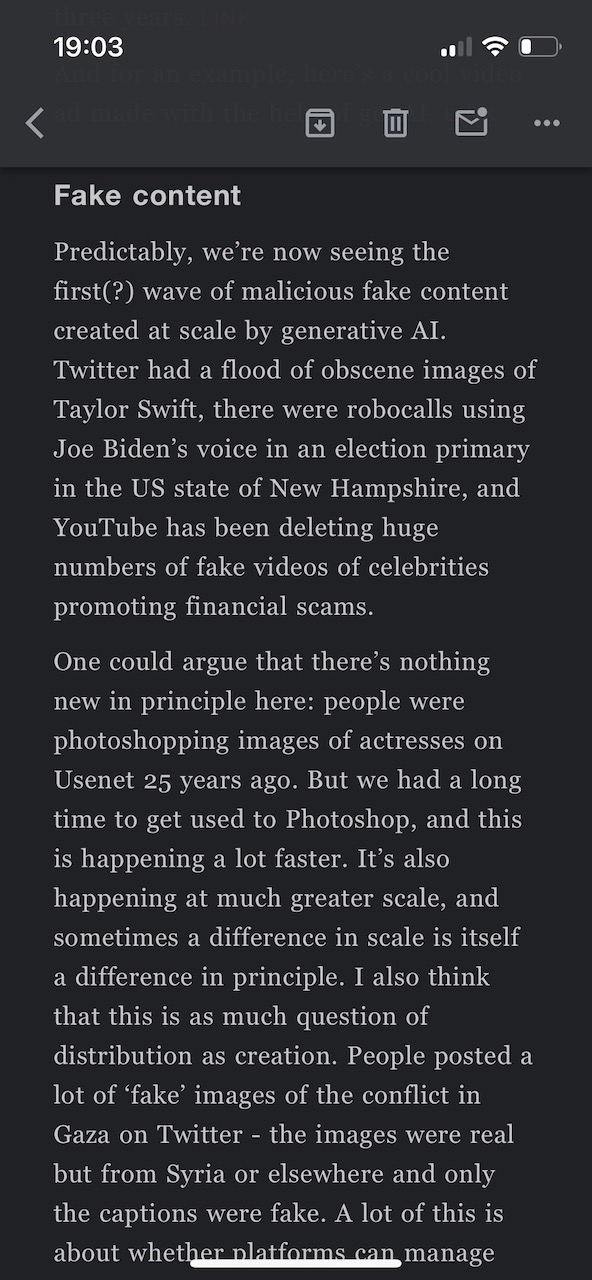 three years. LINK
19:03
And for an example, here's a cool video
ad made with the help of
Fake content
Predictably, we’re now seeing the
first(?) wave of malicious fake content
created at scale by generative AI.
Twitter had a flood of obscene images of
Taylor Swift, there were robocalls using
Joe Biden’s voice in an election primary
in the US state of New Hampshire, and
YouTube has been deleting huge
numbers of fake videos of celebrities
promoting financial scams.
One could argue that there’s nothing
new in principle here: people were
photoshopping images of actresses on
Usenet 25 years ago. But we had a long
time to get used to Photoshop, and this
is happening a lot faster. It’s also
happening at much greater scale, and
sometimes a difference in scale is itself
a difference in principle. I also think
that this is as much question of
distribution as creation. People posted a
lot of ‘fake’ images of the conflict in
Gaza on Twitter - the images were real
but from Syria or elsewhere and only
the captions were fake. A lot of this is
about whether platforms can manage